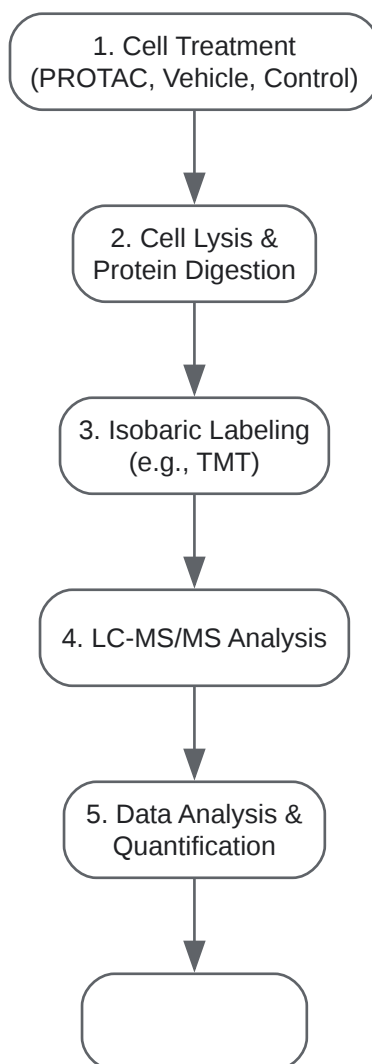 1. Cell Treatment
(PROTAC, Vehicle, Control)
2. Cell Lysis &
Protein Digestion
3. Isobaric Labeling
(e.g., TMT)
4. LC-MS/MS Analysis
5. Data Analysis &
Quantification